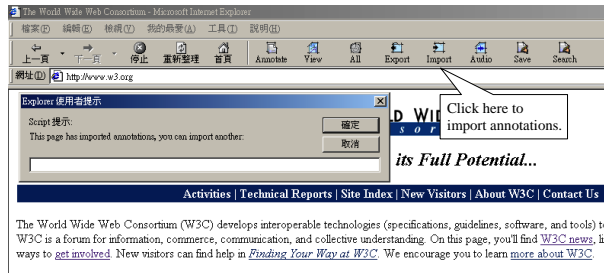 The World Wide Web Consortium - Microsoft Internet Explorer
檔案(F) 編輯(E) 檢視(V) 我的最愛(A) 工具(T) 說明(H)
上一頁 下一頁 停止 重新整理 首頁 Annotate View All Export Import Audio Save Search
網址(D) http://www.w3.org
Explorer 使用者提示
Script 提示:
This page has imported annotations, you can import another:
確定
取消
Click here to
import annotations.
D WI
s o r
its Full Potential...
Activities | Technical Reports | Site Index | New Visitors | About W3C | Contact Us
The World Wide Web Consortium (W3C) develops interoperable technologies (specifications, guidelines, software, and tools) t
W3C is a forum for information, commerce, communication, and collective understanding. On this page, you'll find W3C news, li
ways to get involved. New visitors can find help in Finding Your Way at W3C. We encourage you to learn more about W3C.